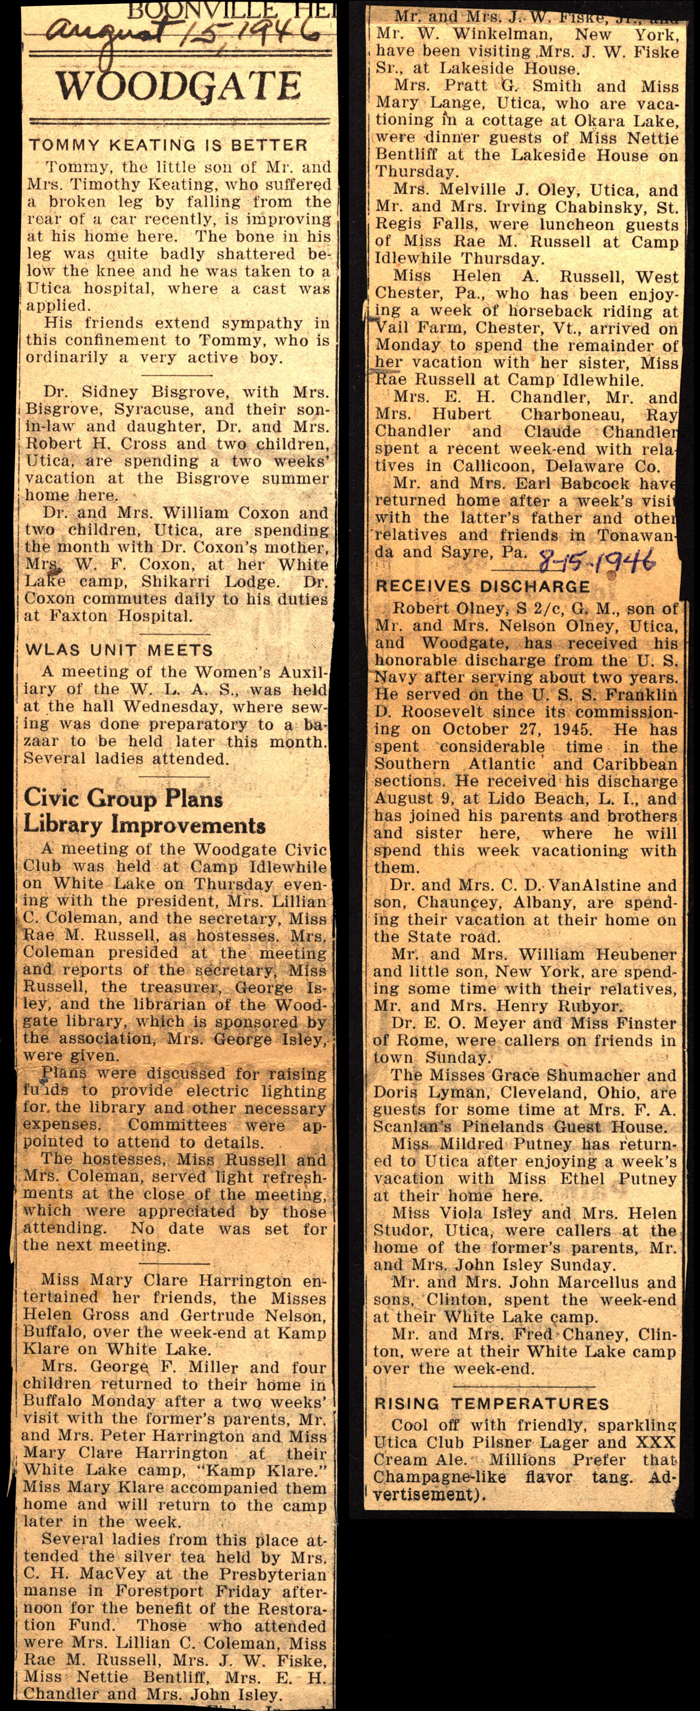 BOONVILLE HE
August 15, 1946
WOODGATE
TOMMY KEATING IS BETTER
Tommy, the little son of Mr. and
Mrs. Timothy Keating, who suffered
a broken leg by falling from the
rear of a car recently, is improving
at his home here. The bone in his
leg was quite badly shattered be-
low the knee and he was taken to a
Utica hospital, where a cast was
applied.
His friends extend sympathy in
this confinement to Tommy, who is
ordinarily a very active boy.
Dr. Sidney Bisgrove, with Mrs.
Bisgrove, Syracuse, and their son-
in-law and daughter, Dr. and Mrs.
Robert H. Cross and two children,
Utica, are spending a two weeks'
vacation at the Bisgrove summer
home here.
Dr. and Mrs. William Coxon and
two children, Utica, are spending
the month with Dr. Coxon's mother,
Mrs. W. F. Coxon, at her White
Lake camp, Shikarri Lodge. Dr.
Coxon commutes daily to his duties
at Faxton Hospital.
WLAS UNIT MEETS
A meeting of the Women's Auxil-
iary of the W. L. A. S., was held
at the hall Wednesday, where sew-
ing was done preparatory to a ba-
zaar to be held later this month.
Several ladies attended.
Civic Group Plans
Library Improvements
A meeting of the Woodgate Civic
Club was held at Camp Idlewhile
on White Lake on Thursday even-
ing with the president, Mrs. Lillian
C. Coleman, and the secretary, Miss
Rae M. Russell, as hostesses. Mrs.
Coleman presided at the meeting
and reports of the secretary, Miss
Russell, the treasurer, George Is-
ley, and the librarian of the Wood-
gate library, which is sponsored by
the association, Mrs. George Isley,
were given.
Plans were discussed for raising
funds to provide electric lighting
for the library and other necessary
expenses. Committees were ap-
pointed to attend to details.
The hostesses, Miss Russell and
Mrs. Coleman, served light refresh-
ments at the close of the meeting,
which were appreciated by those
attending. No date was set for
the next meeting.
Miss Mary Clare Harrington en-
tertained her friends, the Misses
Helen Gross and Gertrude Nelson,
Buffalo, over the week-end at Kamp
Klare on White Lake.
Mrs. George F. Miller and four
children returned to their home in
Buffalo Monday after a two weeks'
visit with the former's parents, Mr.
and Mrs. Peter Harrington and Miss
Mary Clare Harrington at their
White Lake camp, "Kamp Klare."
Miss Mary Klare accompanied them
home and will return to the camp
later in the week.
Several ladies from this place at-
tended the silver tea held by Mrs.
C. H. MacVey at the Presbyterian
manse in Forestport Friday after-
noon for the benefit of the Restora-
tion Fund. Those who attended
were Mrs. Lillian C. Coleman, Miss
Rae M. Russell, Mrs. J. W. Fiske,
Miss Nettie Bentliff, Mrs. E. H.
Chandler and Mrs. John Isley.
Mr. and Mrs. J. W. Fiske, Jr., and
Mr. W. Winkelman, New York,
have been visiting Mrs. J. W. Fiske
Sr., at Lakeside House.
Mrs. Pratt G. Smith and Miss
Mary Lange, Utica, who are vaca-
tioning in a cottage at Okara Lake,
were dinner guests of Miss Nettie
Bentliff at the Lakeside House on
Thursday.
Mrs. Melville J. Oley, Utica, and
Mr. and Mrs. Irving Chabinsky, St.
Regis Falls, were luncheon guests
of Miss Rae M. Russell at Camp
Idlewhile Thursday.
Miss Helen A. Russell, West
Chester, Pa., who has been enjoy-
ing a week of horseback riding at
Vail Farm, Chester, Vt., arrived on
Monday to spend the remainder of
her vacation with her sister, Miss
Rae Russell at Camp Idlewhile.
Mrs. E. H. Chandler, Mr. and
Mrs. Hubert Charboneau, Ray
Chandler and Claude Chandler
spent a recent week-end with rela-
tives in Callicoon, Delaware Co.
Mr. and Mrs. Earl Babcock have
returned home after a week's visit
with the latter's father and other
relatives and friends in Tonawan-
da and Sayre, Pa. 8-15-1946
RECEIVES DISCHARGE
Robert Olney, S 2/c, G. M., son of
Mr. and Mrs. Nelson Olney, Utica,
and Woodgate, has received his
honorable discharge from the U. S.
Navy after serving about two years.
He served on the U. S. S. Franklin
D. Roosevelt since its commission-
ing on October 27, 1945. He has
spent considerable time in the
Southern Atlantic and Caribbean
sections. He received his discharge
August 9, at Lido Beach, L. I., and
has joined his parents and brothers
and sister here, where he will
spend this week vacationing with
them.
Dr. and Mrs. C. D. VanAlstine and
son, Chauncey, Albany, are spend-
ing their vacation at their home on
the State road.
Mr. and Mrs. William Heubener
and little son, New York, are spend-
ing some time with their relatives,
Mr. and Mrs. Henry Rubyor.
Dr. E. O. Meyer and Miss Finster
of Rome, were callers on friends in
town Sunday.
The Misses Grace Shumacher and
Doris Lyman, Cleveland, Ohio, are
guests for some time at Mrs. F. A.
Scanlan's Pinelands Guest House.
Miss Mildred Putney has return-
ed to Utica after enjoying a week's
vacation with Miss Ethel Putney
at their home here.
Miss Viola Isley and Mrs. Helen
Studor, Utica, were callers at the
home of the former's parents, Mr.
and Mrs. John Isley Sunday.
Mr. and Mrs. John Marcellus and
sons, Clinton, spent the week-end
at their White Lake camp.
Mr. and Mrs. Fred Chaney, Clin-
ton, were at their White Lake camp
over the week-end.
RISING TEMPERATURES
Cool off with friendly, sparkling
Utica Club Pilsner Lager and XXX
Cream Ale. Millions Prefer that
Champagne-like flavor tang. Ad-
vertisement).